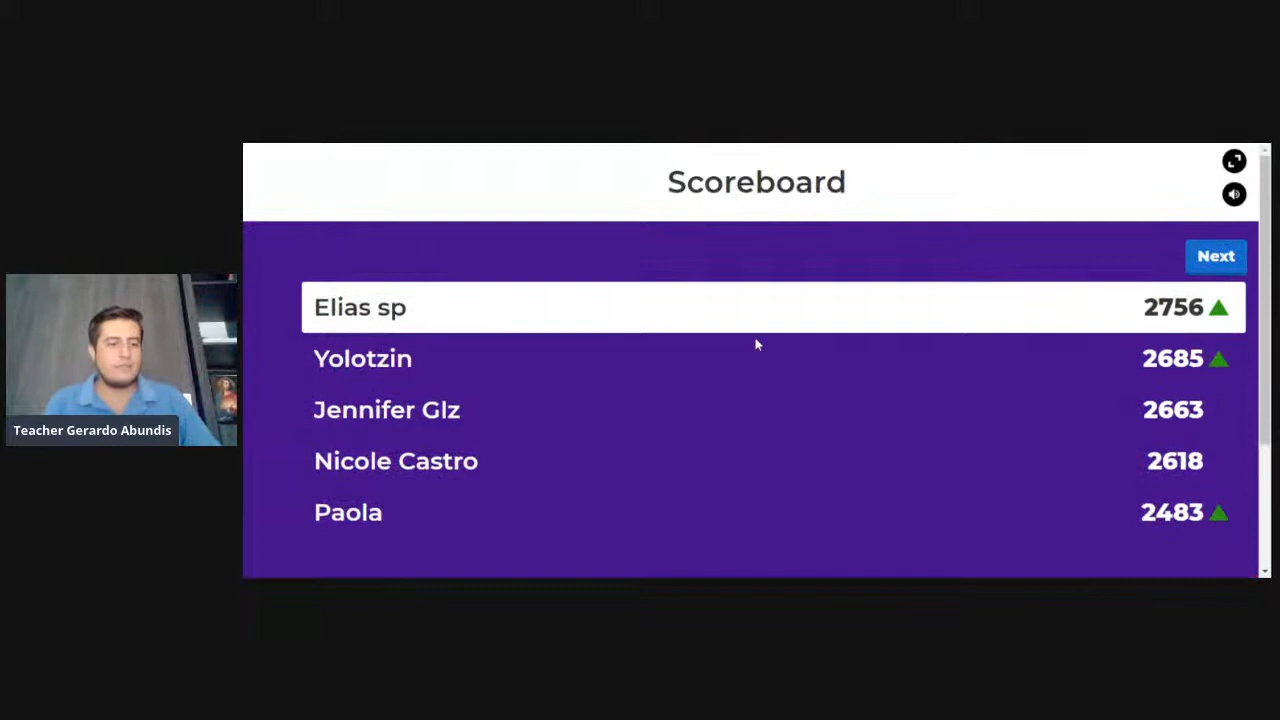 Scoreboard
Next
Elias sp 2756
Yolotzin 2685
Jennifer Glz 2663
Nicole Castro 2618
Paola 2483
Teacher Gerardo Abundis